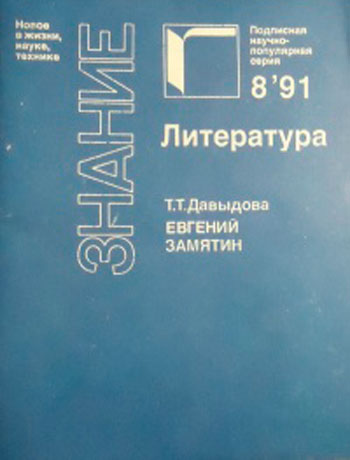 Новое
в жизни,
науке,
технике
ЗНАНИЕ
Подписная
научно-
популярная
серия
8'91
Литература
Т.Т.Давыдова
ЕВГЕНИЙ
ЗАМЯТИН